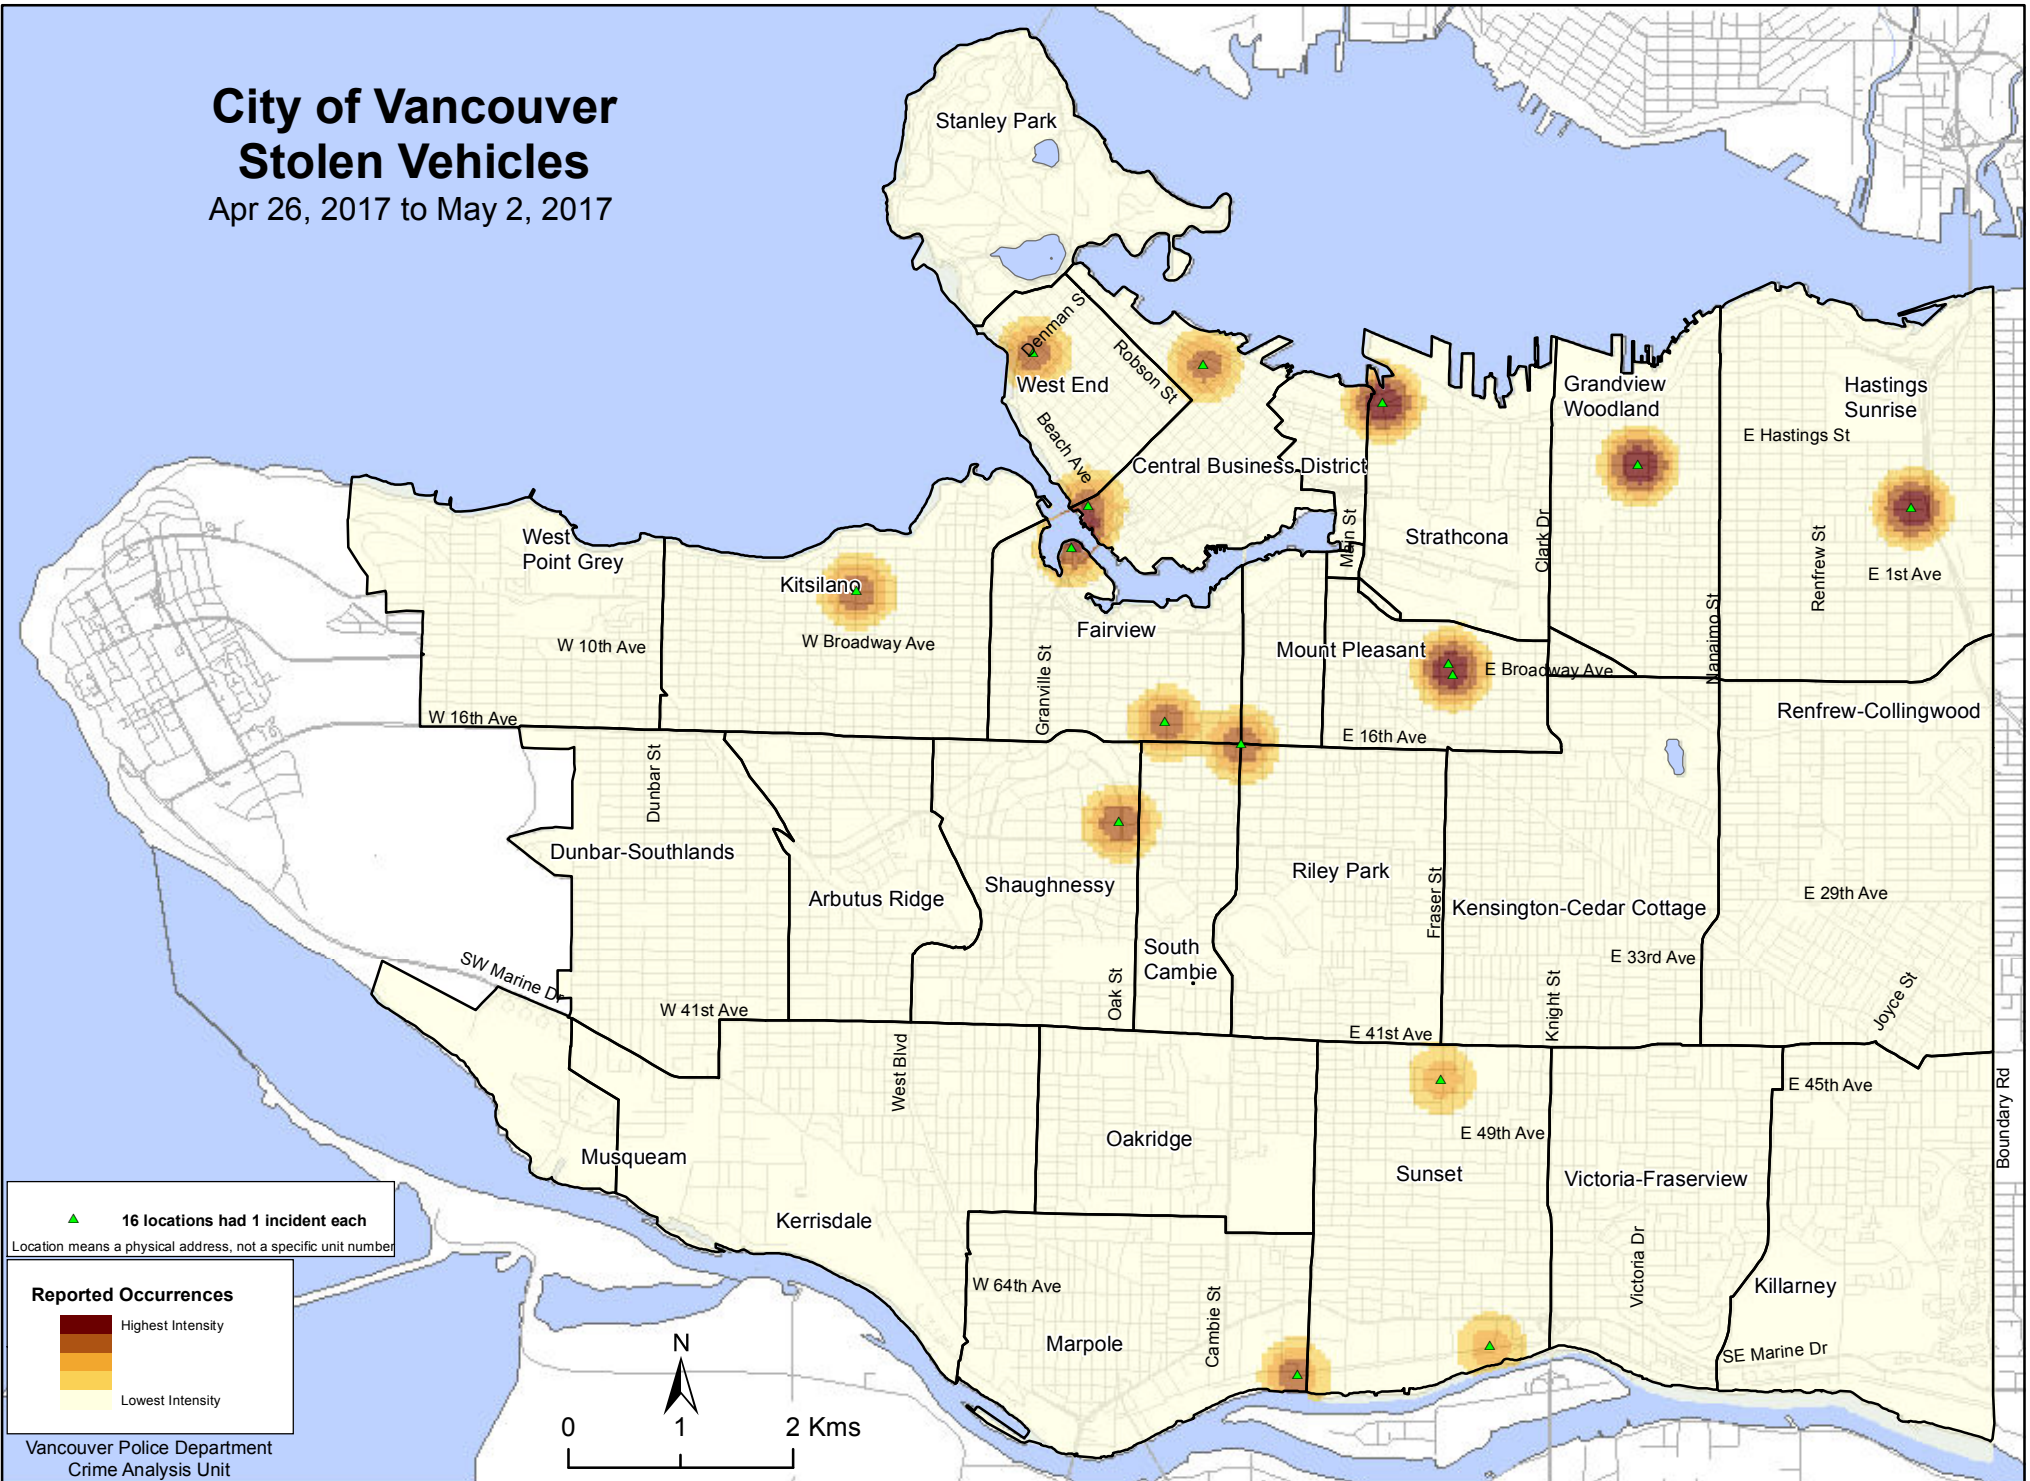 City of Vancouver
Stolen Vehicles
Apr 26, 2017 to May 2, 2017
Stanley Park
Denman S
Robson St
West End
Beach Ave
Central Business District
Grandview
Woodland
Hastings
Sunrise
E Hastings St
West
Point Grey
Kitsilano
Main St
Strathcona
Clark Dr
Renfrew St
E 1st Ave
Nanaimo St
W 10th Ave
W Broadway Ave
Fairview
Granville St
Mount Pleasant
E Broadway Ave
W 16th Ave
E 16th Ave
Renfrew-Collingwood
Dunbar St
Dunbar-Southlands
Arbutus Ridge
Shaughnessy
Riley Park
Fraser St
Kensington-Cedar Cottage
E 29th Ave
South
Cambie
E 33rd Ave
SW Marine Dr
W 41st Ave
Oak St
Knight St
Joyce St
E 41st Ave
West Blvd
E 45th Ave
Boundary Rd
Oakridge
E 49th Ave
Musqueam
Sunset
Victoria-Fraserview
Kerrisdale
Victoria Dr
W 64th Ave
Cambie St
Killarney
Marpole
SE Marine Dr
16 locations had 1 incident each
Location means a physical address, not a specific unit number
Reported Occurrences
Highest Intensity
Lowest Intensity
Vancouver Police Department
Crime Analysis Unit
N
0 1 2 Kms